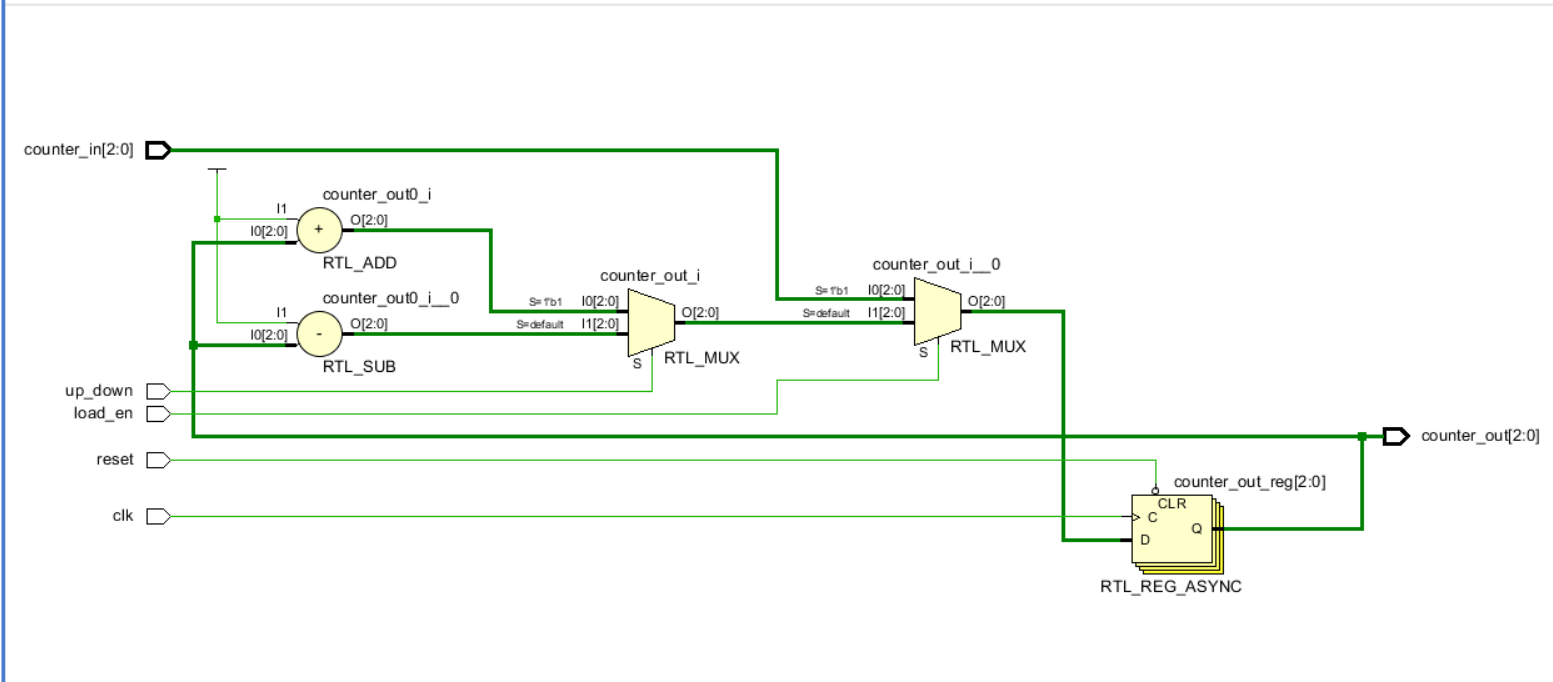 counter_in[2:0]
counter_out0_i
I1
O[2:0]
I0[2:0]
+
RTL_ADD
counter_out0_i__0
I1
O[2:0]
I0[2:0]
-
RTL_SUB
counter_out_i
S=1'b1
I0[2:0]
O[2:0]
S=default
I1[2:0]
S
RTL_MUX
counter_out_i__0
S=1'b1
I0[2:0]
O[2:0]
S=default
I1[2:0]
S
RTL_MUX
up_down
load_en
counter_out[2:0]
reset
counter_out_reg[2:0]
CLR
clk
C
Q
D
RTL_REG_ASYNC